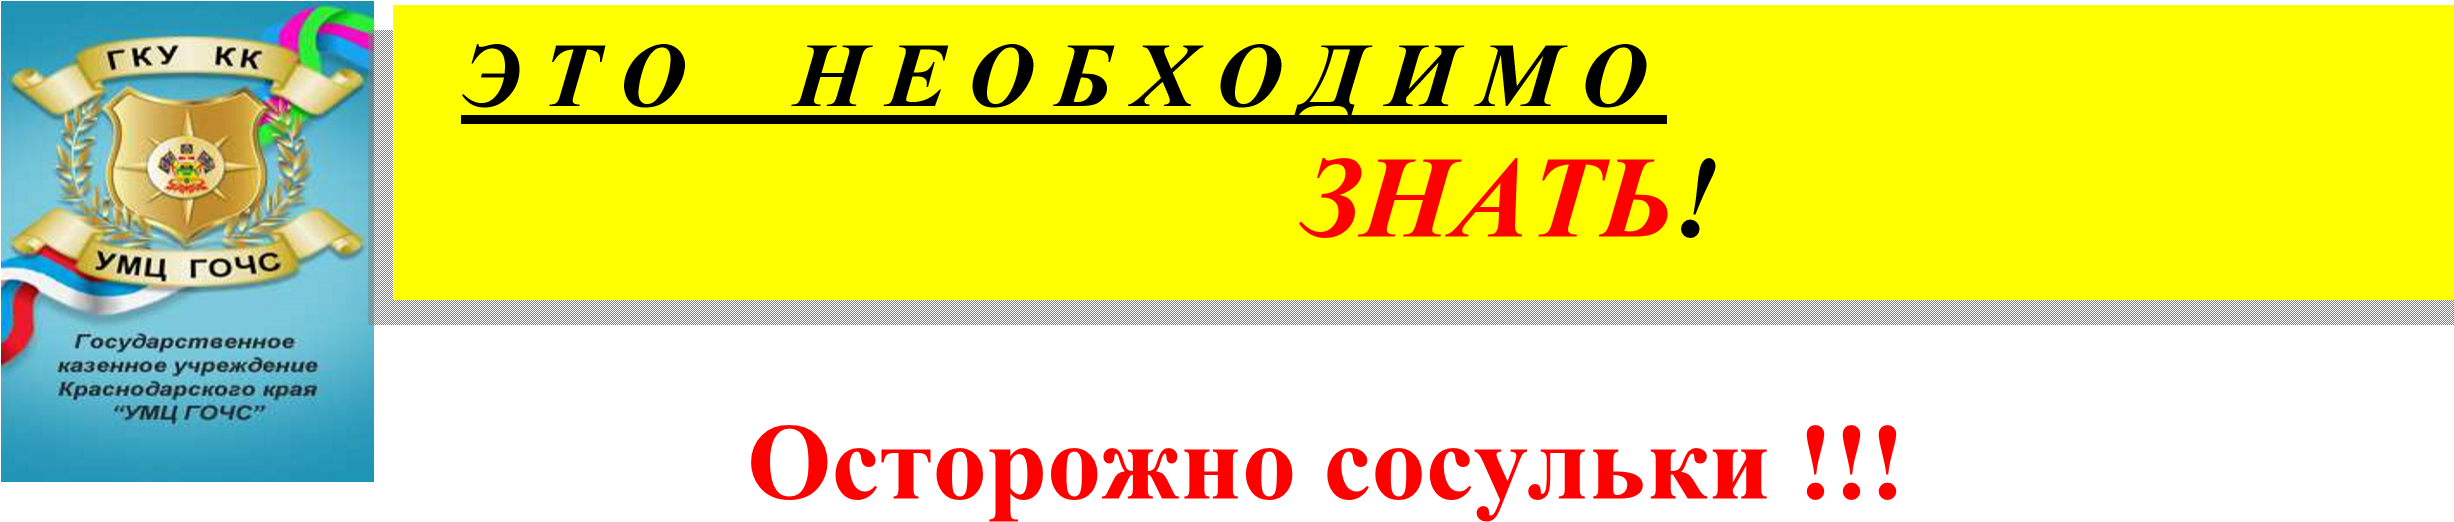 ГКУ КК
УМЦ ГОЧС
Государственное
казенное учреждение
Краснодарского края
“УМЦ ГОЧС”
Э Т О Н Е О Б Х О Д И М О
ЗНАТЬ!
Осторожно сосульки !!!